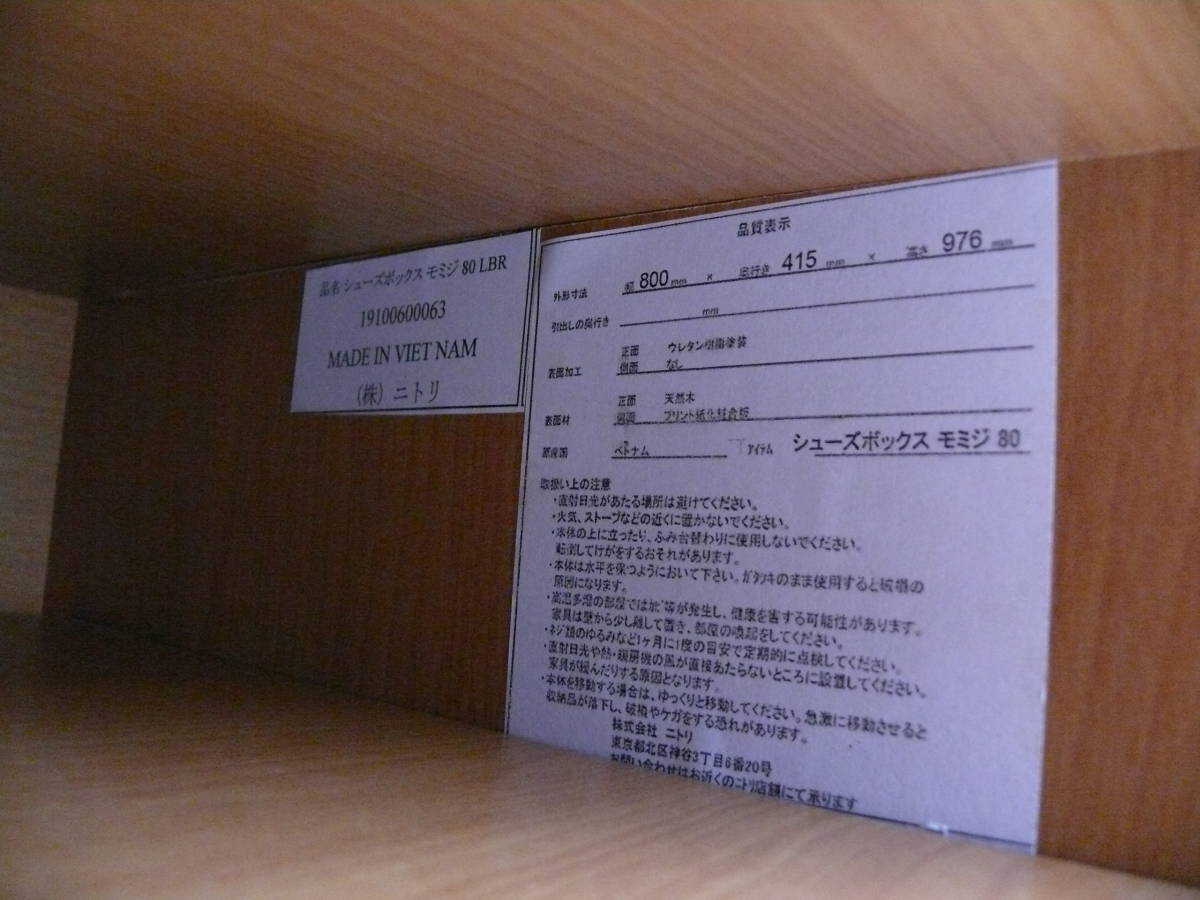 品名 シューズボックス モミジ 80 LBR
19100600063
MADE IN VIET NAM
（株）ニトリ
品質表示
外形寸法 幅 800 mm × 奥行き 415 mm × 高さ 976 mm
引出しの奥行き mm
表面加工 正面 ウレタン樹脂塗装
側面 なし
表面材 正面 天然木
側面 プリント紙化粧合板
原産国 ベトナム アイテム シューズボックス モミジ 80
取扱い上の注意
・直射日光があたる場所は避けてください。
・火気、ストーブなどの近くに置かないでください。
・本体の上に立ったり、ふみ台替わりに使用しないでください。
転倒してけがをするおそれがあります。
・本体は水平を保つようにおいて下さい。ガタツキのまま使用すると破損の
原因になります。
・高温多湿の部屋ではｶﾋﾞ等が発生し、健康を害する可能性があります。
家具は壁から少し離して置き、部屋の喚起をしてください。
・ネジ類のゆるみなど1ヶ月に1度の目安で定期的に点検してください。
・直射日光や熱・暖房機の風が直接あたらないところに設置してください。
家具が緩んだりする原因となります。
・本体を移動する場合は、ゆっくりと移動してください。急激に移動させると
収納品が落下し、破損やケガをする恐れがあります。
株式会社 ニトリ
東京都北区神谷3丁目6番20号
お問い合わせはお近くのニトリ店舗にて承ります